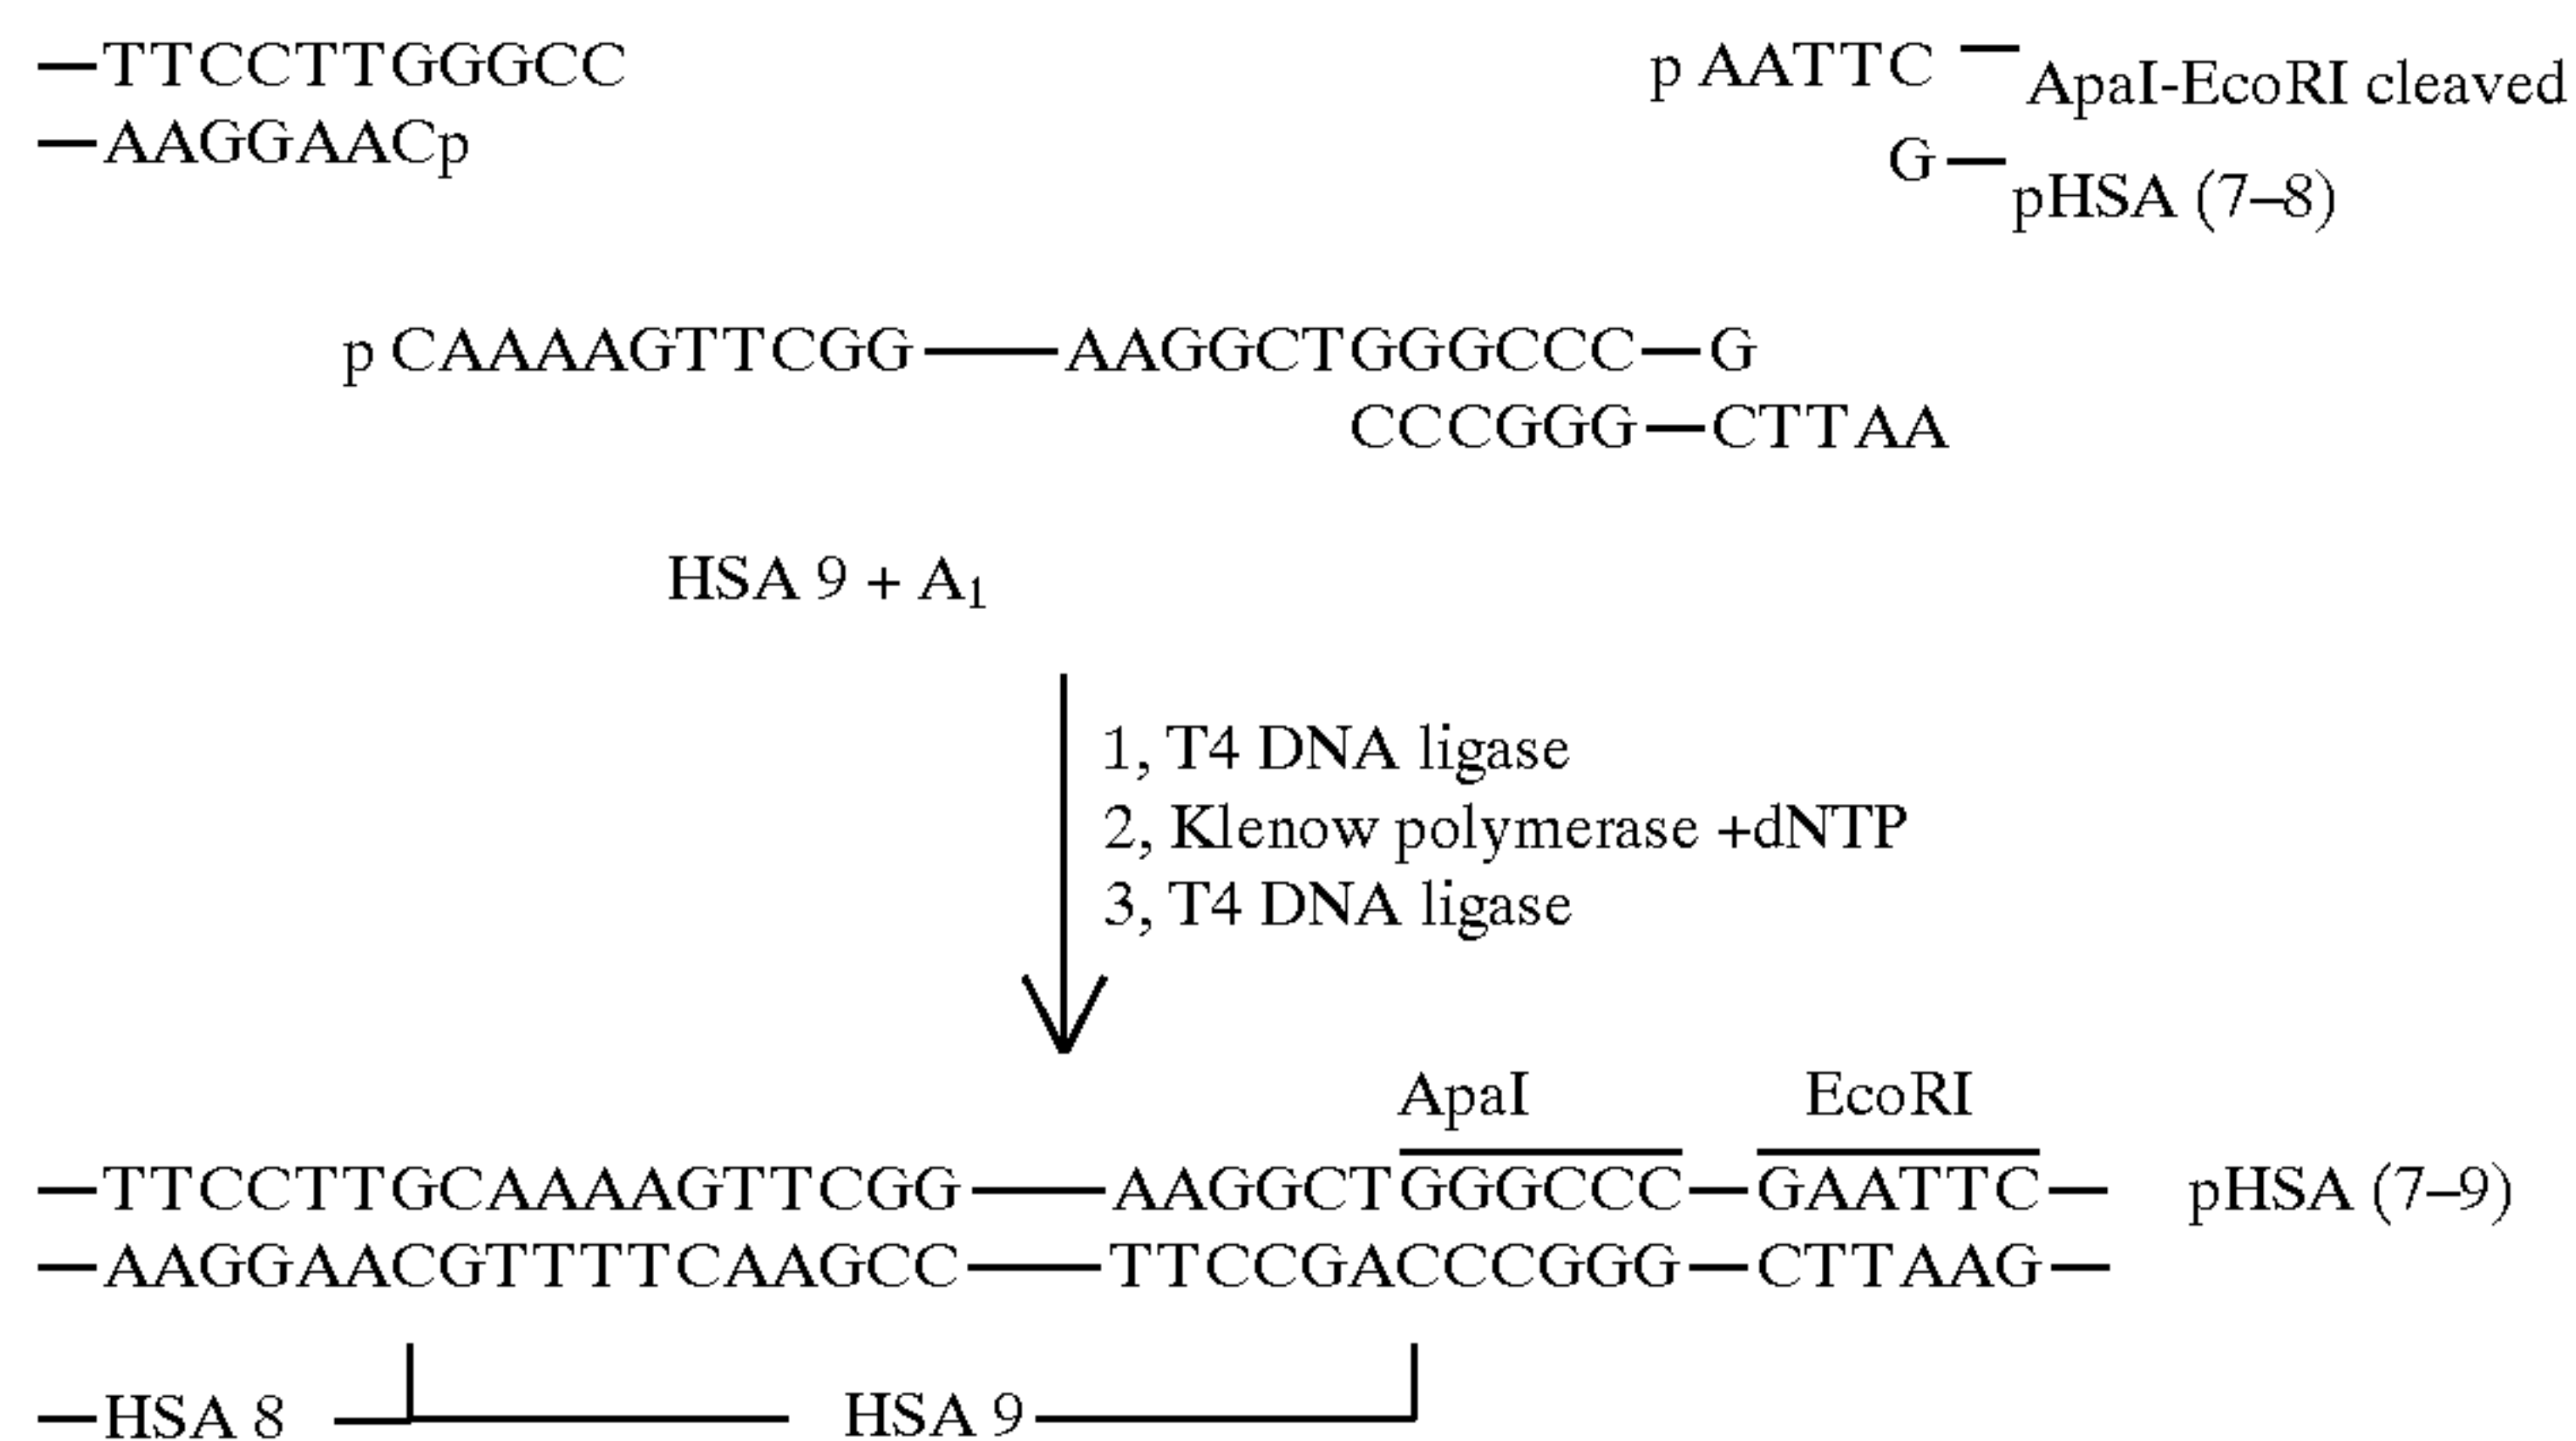 —TTCCTTGGGCC
—AAGGAACp
p AATTC — ApaI-EcoRI cleaved
G— pHSA (7–8)
p CAAAAGTTCGG——AAGGCTGGGCCC—G
CCCGGG—CTTAA
HSA 9 + A1
1, T4 DNA ligase
2, Klenow polymerase +dNTP
3, T4 DNA ligase
ApaI EcoRI
—TTCCTTGCAAAAGTTCGG——AAGGCTGGGCCC—GAATTC— pHSA (7–9)
—AAGGAACGTTTTCAAGCC——TTCCGACCCGGG—CTTAAG—
—HSA 8 HSA 9